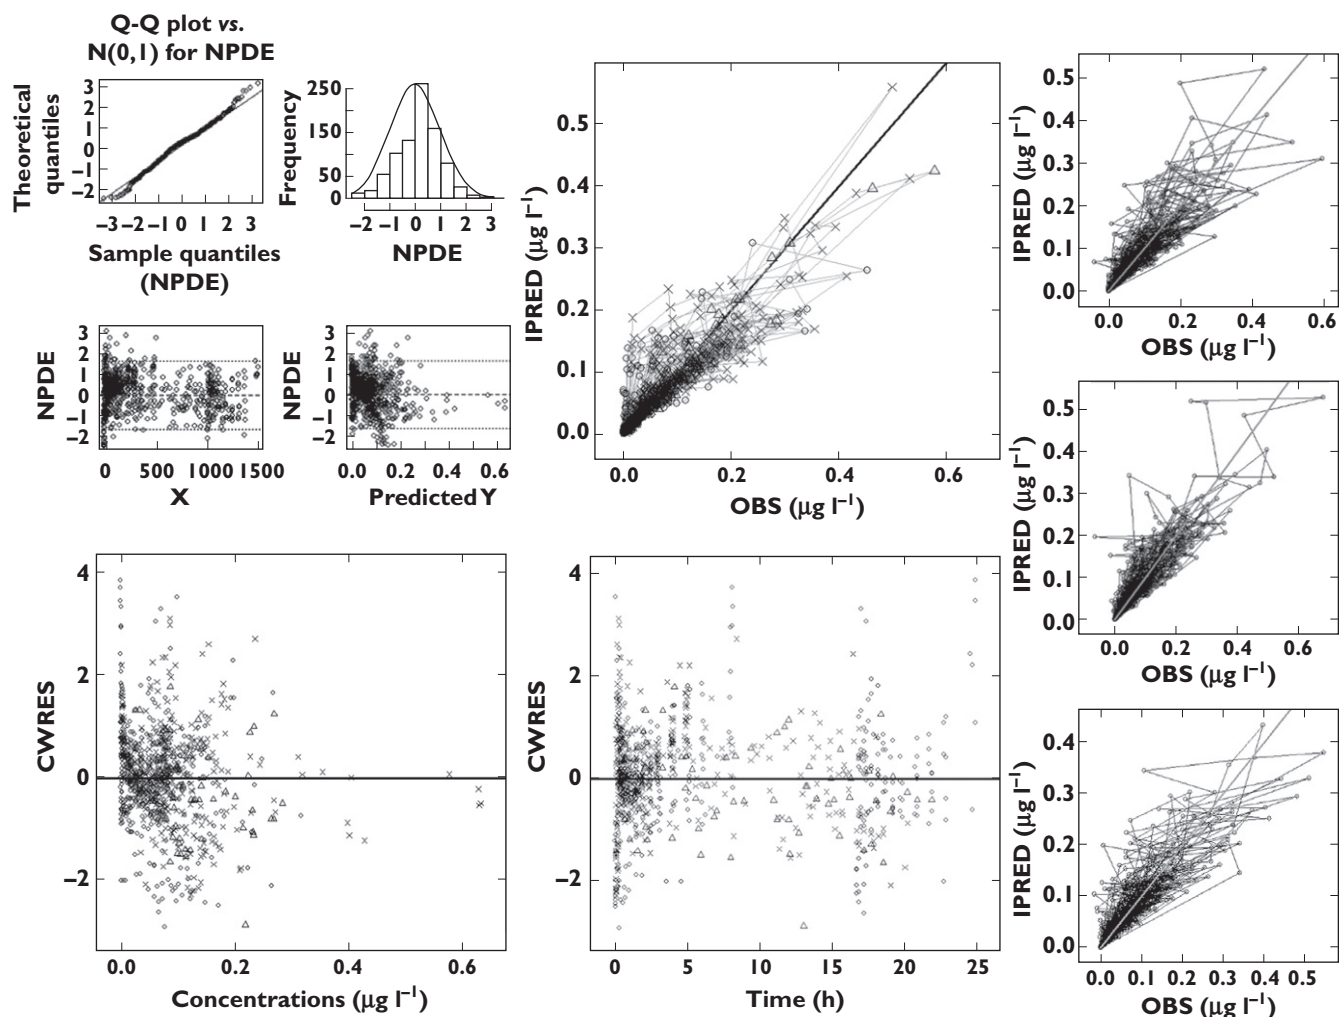 Q-Q plot vs.
N(0,1) for NPDE
Theoretical
quantiles
3
2
1
0
−1
−2
−3 −2 −1 0 1 2 3
Sample quantiles
(NPDE)
Frequency
250
150
50
0
−2 −1 0 1 2 3
NPDE
NPDE
3
2
1
0
−1
−2
0 500 1000 1500
X
NPDE
3
2
1
0
−1
−2
0.0 0.2 0.4 0.6
Predicted Y
IPRED (µg l−1)
0.5
0.4
0.3
0.2
0.1
0.0
0.0 0.2 0.4 0.6
OBS (µg l−1)
IPRED (µg l−1)
0.5
0.4
0.3
0.2
0.1
0.0
0.0 0.2 0.4 0.6
OBS (µg l−1)
IPRED (µg l−1)
0.5
0.4
0.3
0.2
0.1
0.0
0.0 0.2 0.4 0.6
OBS (µg l−1)
CWRES
4
2
0
−2
0.0 0.2 0.4 0.6
Concentrations (µg l−1)
CWRES
4
2
0
−2
0 5 10 15 20 25
Time (h)
IPRED (µg l−1)
0.4
0.3
0.2
0.1
0.0
0.0 0.1 0.2 0.3 0.4 0.5
OBS (µg l−1)